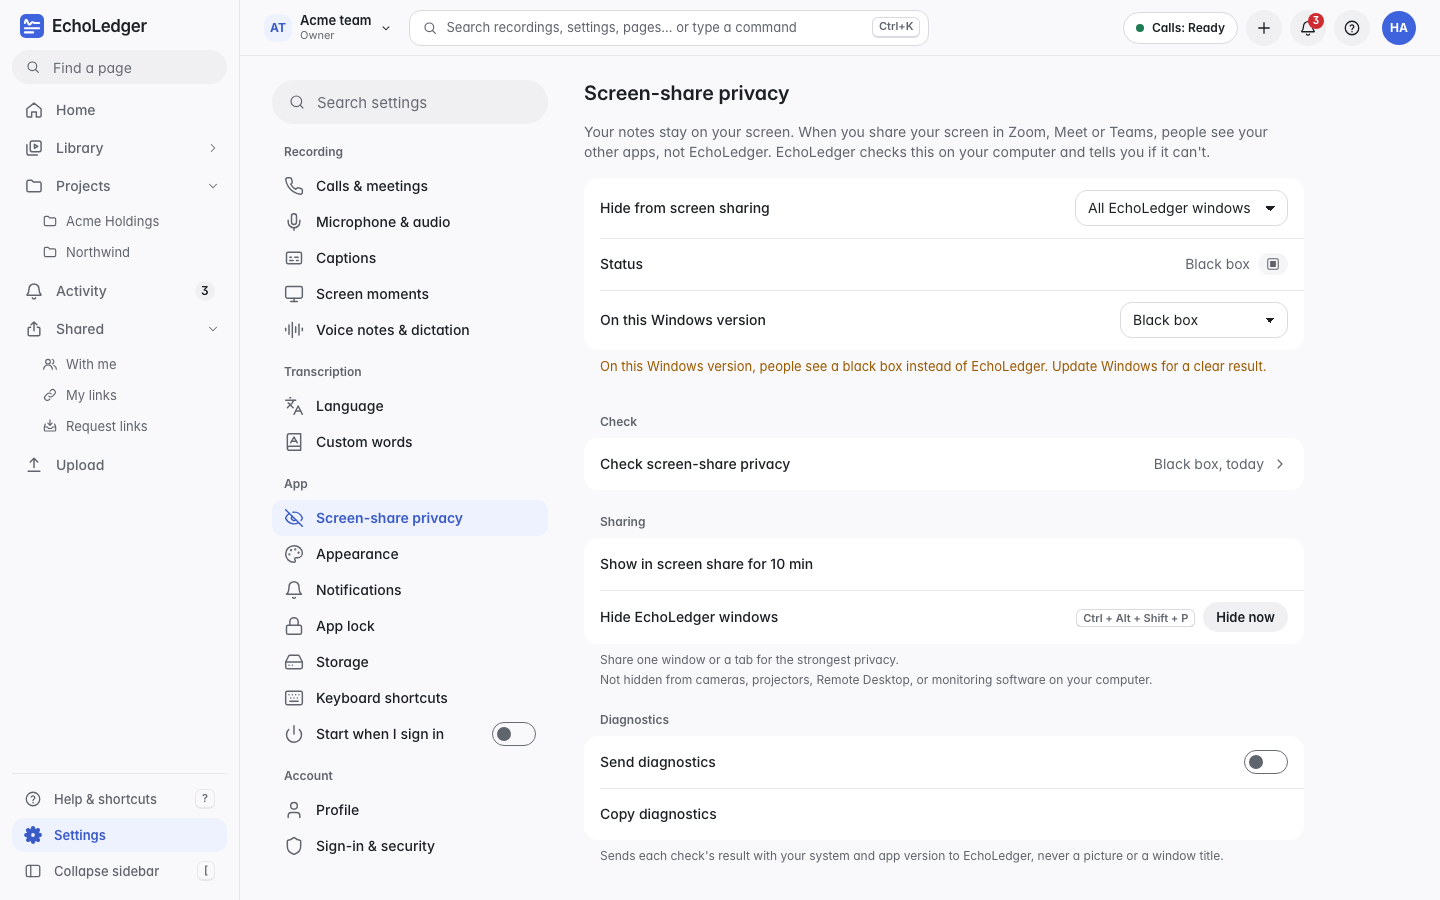 EchoLedger
Find a page
Home
Library
Projects
Acme Holdings
Northwind
Activity
3
Shared
With me
My links
Request links
Upload
Help & shortcuts
?
Settings
Collapse sidebar
[
AT
Acme team
Owner
Search recordings, settings, pages... or type a command
Ctrl+K
Calls: Ready
3
HA
Search settings
Recording
Calls & meetings
Microphone & audio
Captions
Screen moments
Voice notes & dictation
Transcription
Language
Custom words
App
Screen-share privacy
Appearance
Notifications
App lock
Storage
Keyboard shortcuts
Start when I sign in
Account
Profile
Sign-in & security
Screen-share privacy
Your notes stay on your screen. When you share your screen in Zoom, Meet or Teams, people see your
other apps, not EchoLedger. EchoLedger checks this on your computer and tells you if it can't.
Hide from screen sharing
All EchoLedger windows
Status
Black box
On this Windows version
Black box
On this Windows version, people see a black box instead of EchoLedger. Update Windows for a clear result.
Check
Check screen-share privacy
Black box, today
Sharing
Show in screen share for 10 min
Hide EchoLedger windows
Ctrl + Alt + Shift + P
Hide now
Share one window or a tab for the strongest privacy.
Not hidden from cameras, projectors, Remote Desktop, or monitoring software on your computer.
Diagnostics
Send diagnostics
Copy diagnostics
Sends each check's result with your system and app version to EchoLedger, never a picture or a window title.